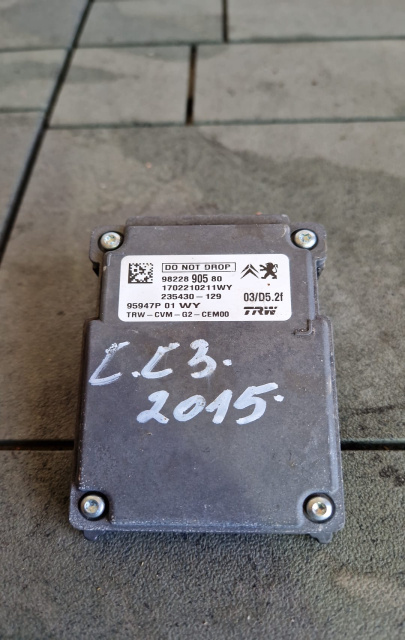 DO NOT DROP
98228 905 80
1702210211WY
235430-129
03/D5.2f
95947P 01 WY
TRW-CVM-G2-CEM00
TRW
C.C3.
2015.